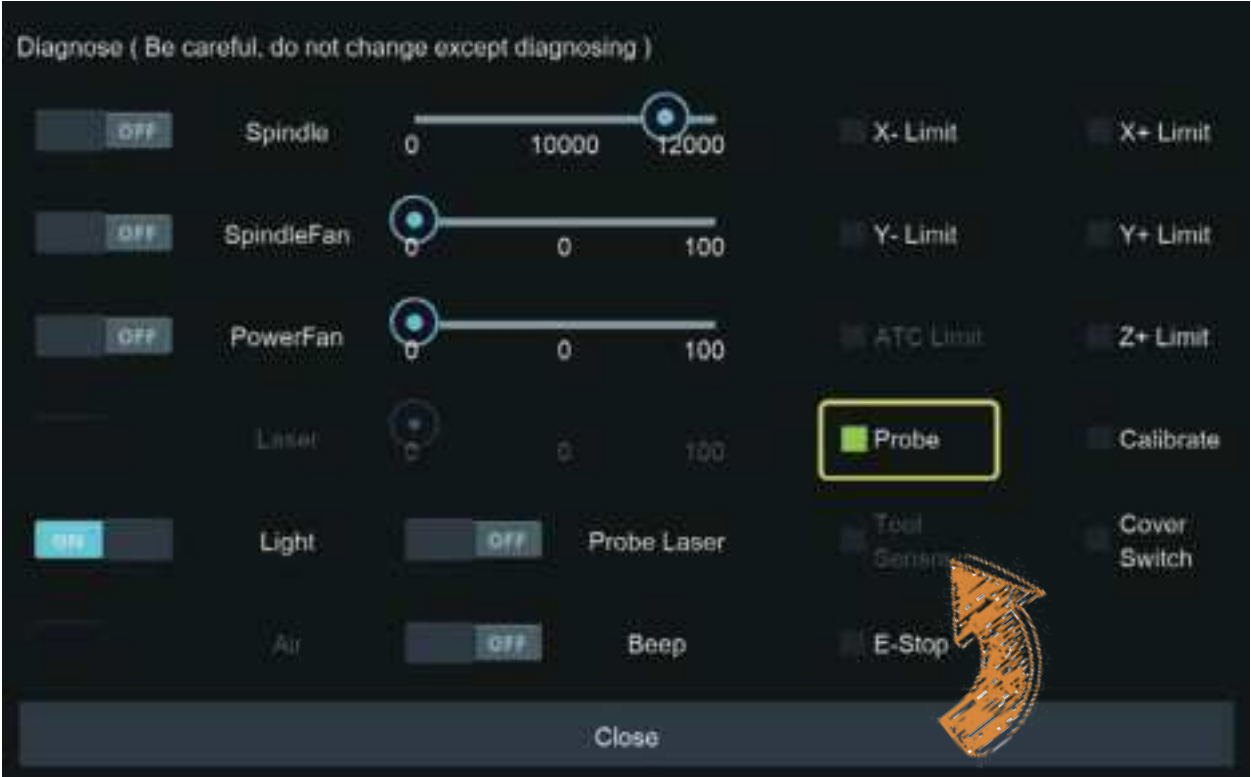 Diagnose ( Be careful, do not change except diagnosing )
OFF Spindle 0 10000 12000 X- Limit X+ Limit
OFF SpindleFan 0 0 100 Y- Limit Y+ Limit
OFF PowerFan 0 0 100 ATC Limit Z+ Limit
Laser 0 0 100 Probe Calibrate
ON Light OFF Probe Laser Tool Cover
Switch
Air OFF Beep E-Stop
Close